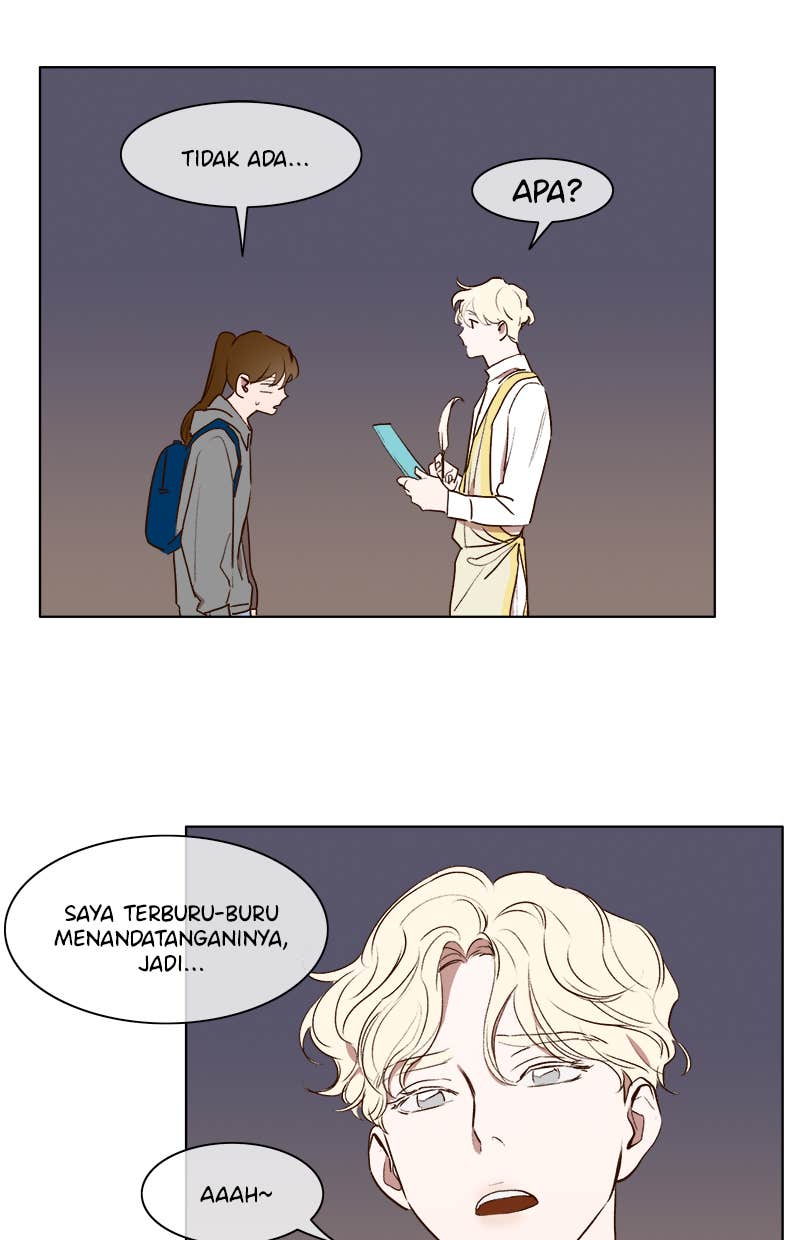 TIDAK ADA...
APA?
SAYA TERBURU-BURU
MENANDATANGANINYA,
JADI...
AAAH~